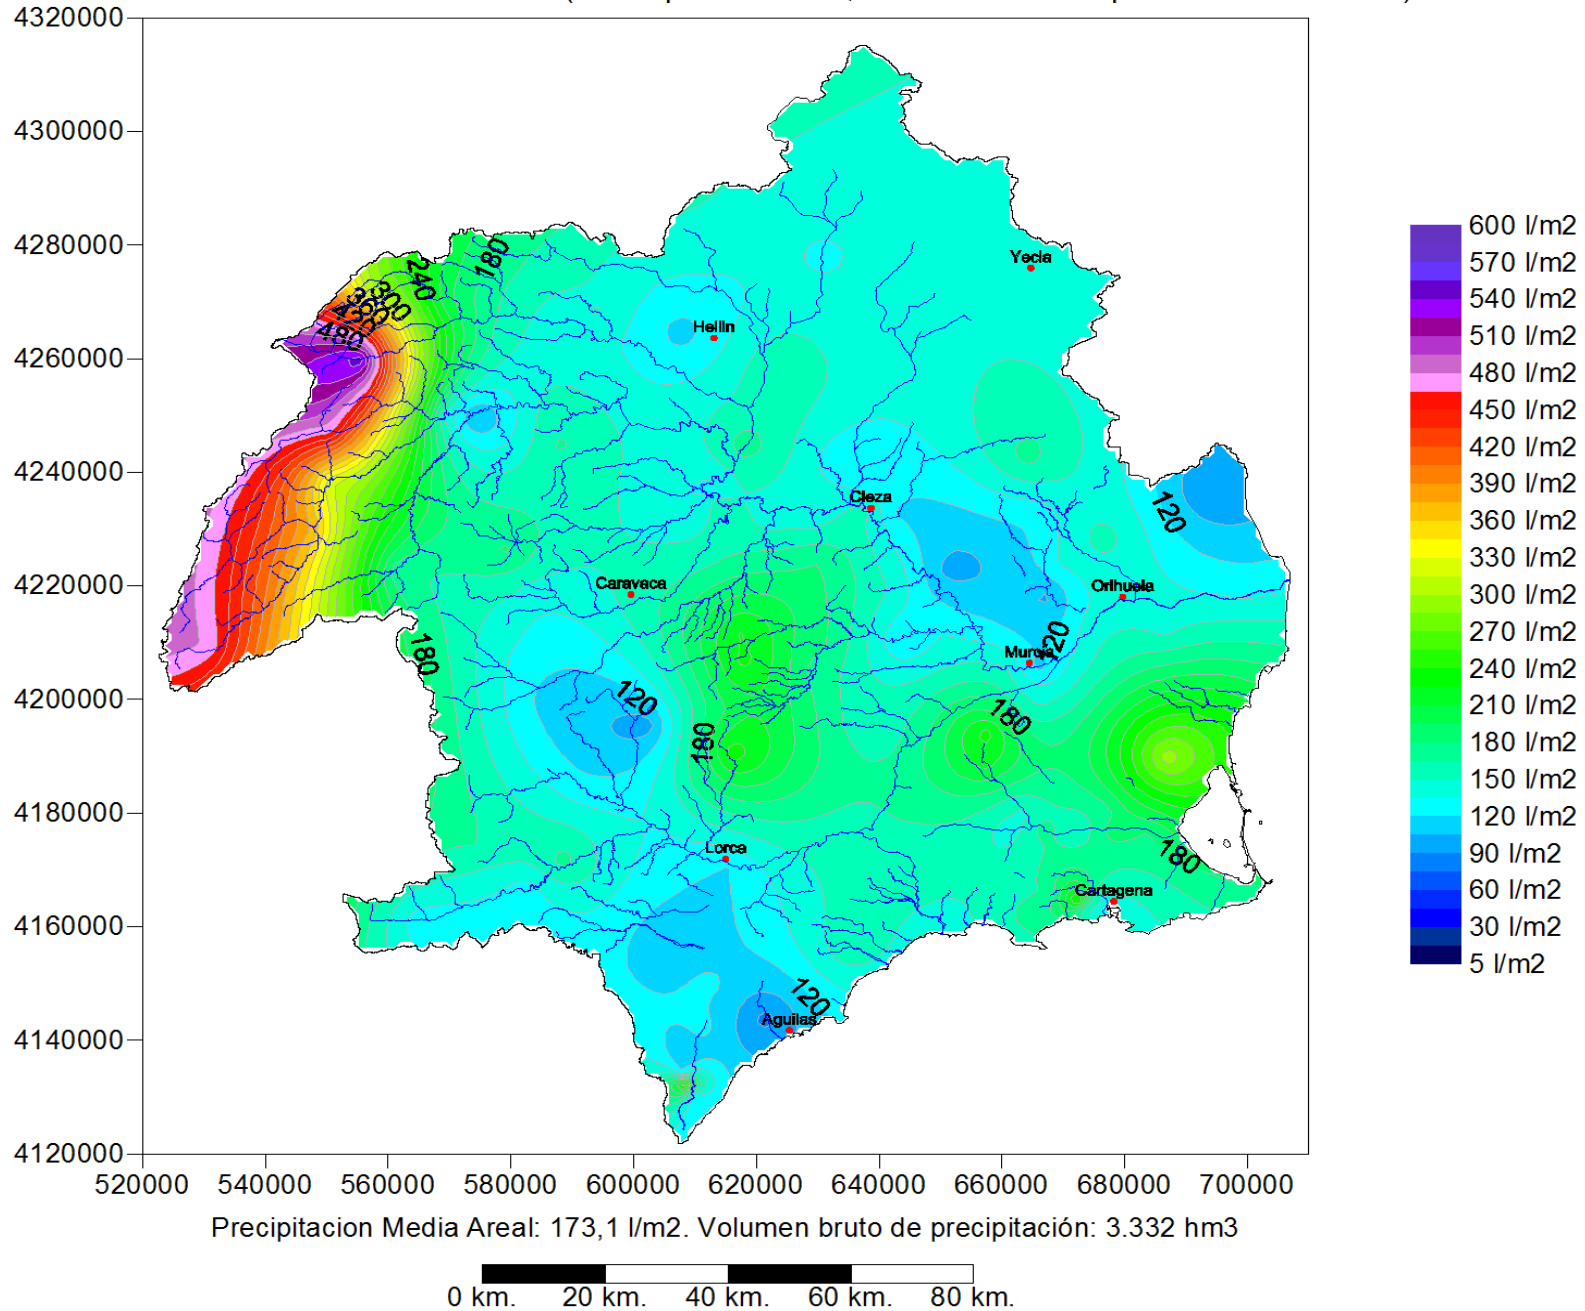 4320000
4300000
4280000
4260000
4240000
4220000
4200000
4180000
4160000
4140000
4120000
520000 540000 560000 580000 600000 620000 640000 660000 680000 700000
180
240
300
480
Yecla
Hellin
Cieza
120
Caravaca
Orihuela
180
120
Murcia
120
180
180
Lorca
180
Cartagena
120
Aguilas
600 l/m2
570 l/m2
540 l/m2
510 l/m2
480 l/m2
450 l/m2
420 l/m2
390 l/m2
360 l/m2
330 l/m2
300 l/m2
270 l/m2
240 l/m2
210 l/m2
180 l/m2
150 l/m2
120 l/m2
90 l/m2
60 l/m2
30 l/m2
5 l/m2
Precipitacion Media Areal: 173,1 l/m2. Volumen bruto de precipitación: 3.332 hm3
0 km. 20 km. 40 km. 60 km. 80 km.